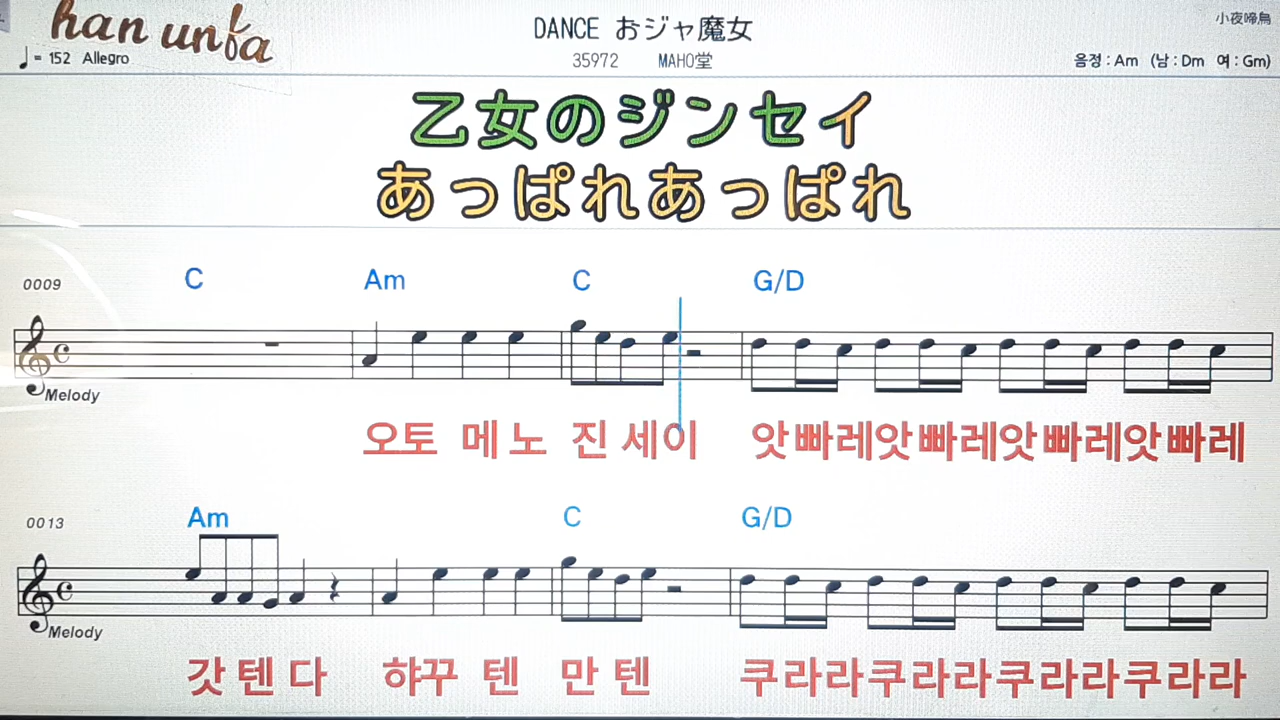 han unfa
DANCE おジャ魔女
小夜啼鳥
♩ = 152 Allegro
35972 MAHO堂
음정 : Am (남 : Dm 여 : Gm)
乙女のジンセイ
あっぱれあっぱれ
0009
C Am C G/D
Melody
오토 메 노 진 세이 앗빠레앗빠레앗빠레앗빠레
0013
Am C G/D
Melody
갓 텐 다 햐꾸 텐 만 텐 쿠라라쿠라라쿠라라쿠라라